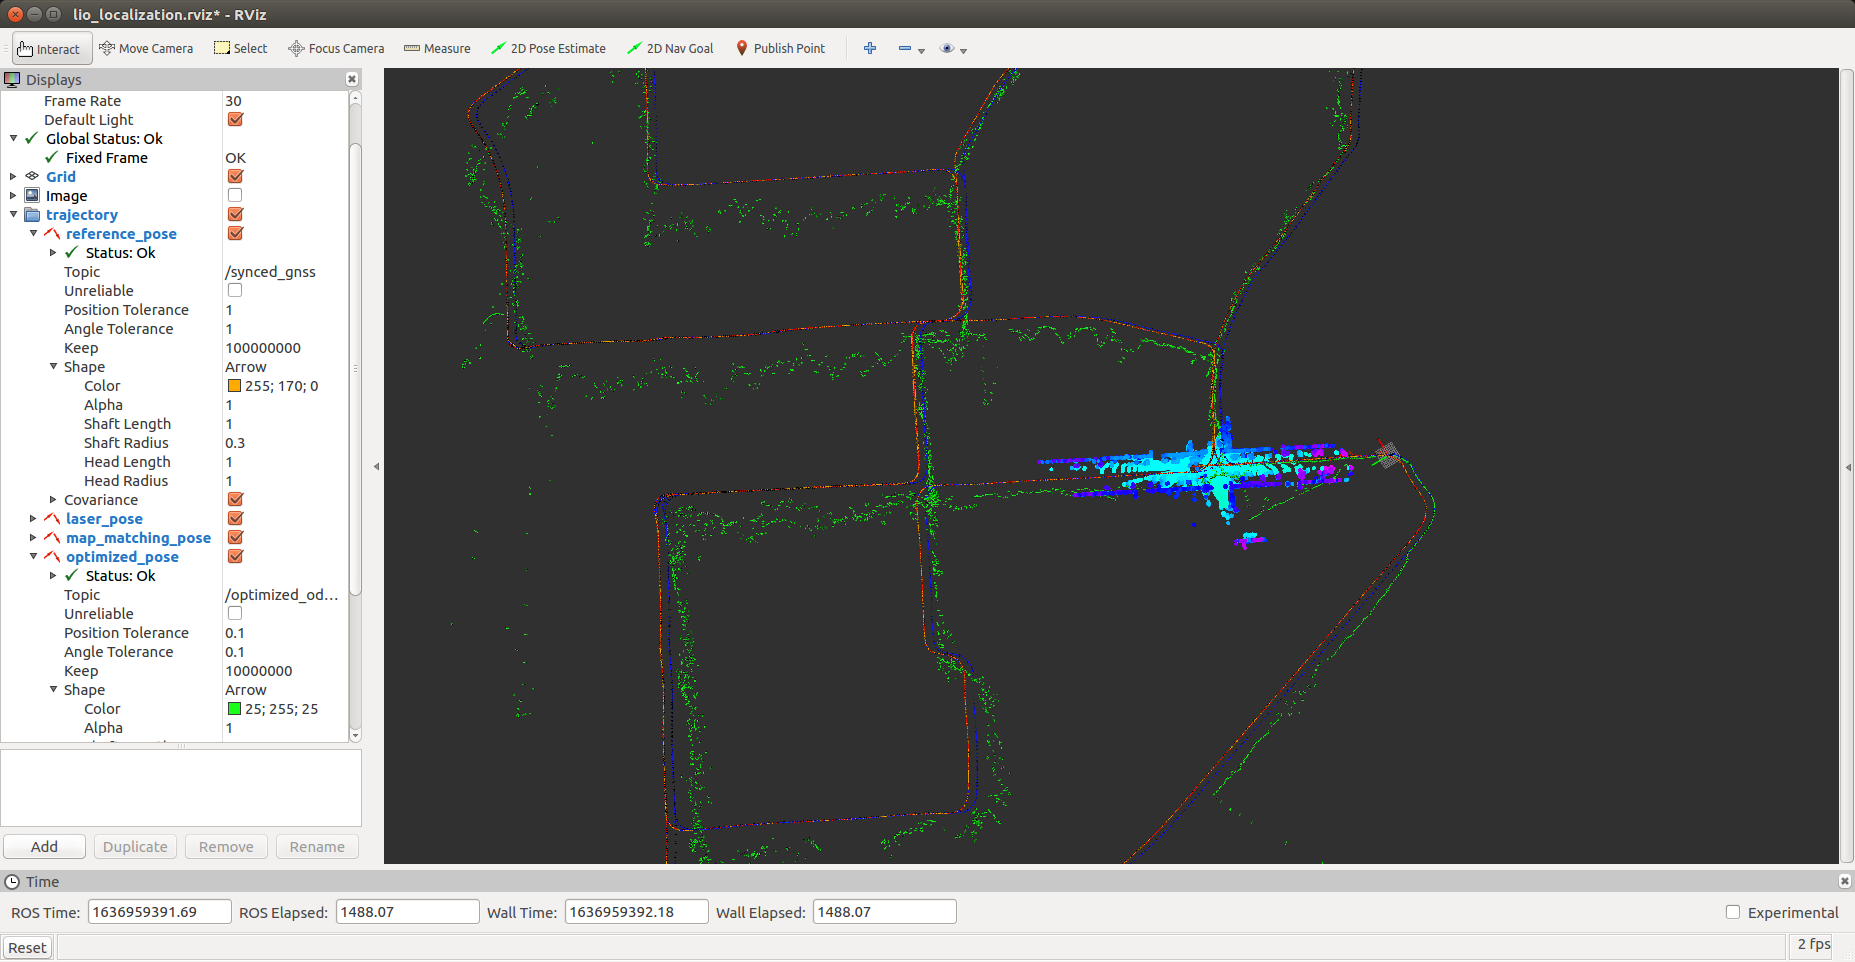 lio_localization.rviz* - RViz
Interact Move Camera Select Focus Camera Measure 2D Pose Estimate 2D Nav Goal Publish Point
Displays
Frame Rate 30
Default Light
Global Status: Ok
Fixed Frame OK
Grid
Image
trajectory
reference_pose
Status: Ok
Topic /synced_gnss
Unreliable
Position Tolerance 1
Angle Tolerance 1
Keep 100000000
Shape Arrow
Color 255; 170; 0
Alpha 1
Shaft Length 1
Shaft Radius 0.3
Head Length 1
Head Radius 1
Covariance
laser_pose
map_matching_pose
optimized_pose
Status: Ok
Topic /optimized_od...
Unreliable
Position Tolerance 0.1
Angle Tolerance 0.1
Keep 10000000
Shape Arrow
Color 25; 255; 25
Alpha 1
Add Duplicate Remove Rename
Time
ROS Time: 1636959391.69 ROS Elapsed: 1488.07 Wall Time: 1636959392.18 Wall Elapsed: 1488.07 Experimental
Reset 2 fps